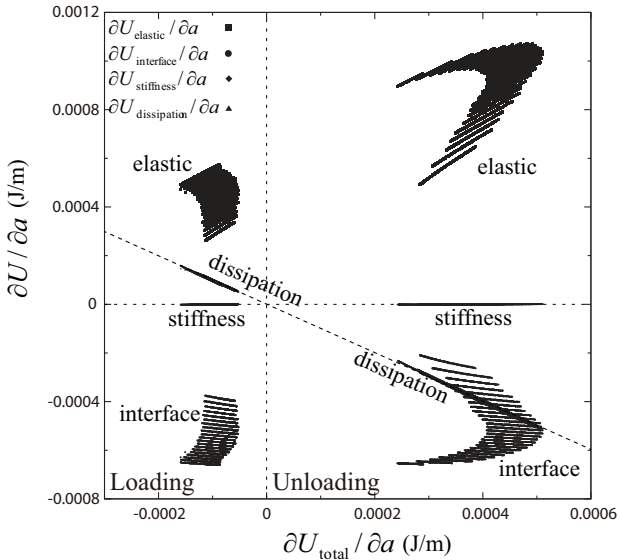 ∂U_elastic/∂a
∂U_interface/∂a
∂U_stiffness/∂a
∂U_dissipation/∂a
0.0012
0.0008
0.0004
0
-0.0004
-0.0008
∂U/∂a (J/m)
elastic
elastic
dissipation
stiffness
stiffness
dissipation
interface
interface
Loading
Unloading
-0.0002
0
0.0002
0.0004
0.0006
∂U_total/∂a (J/m)